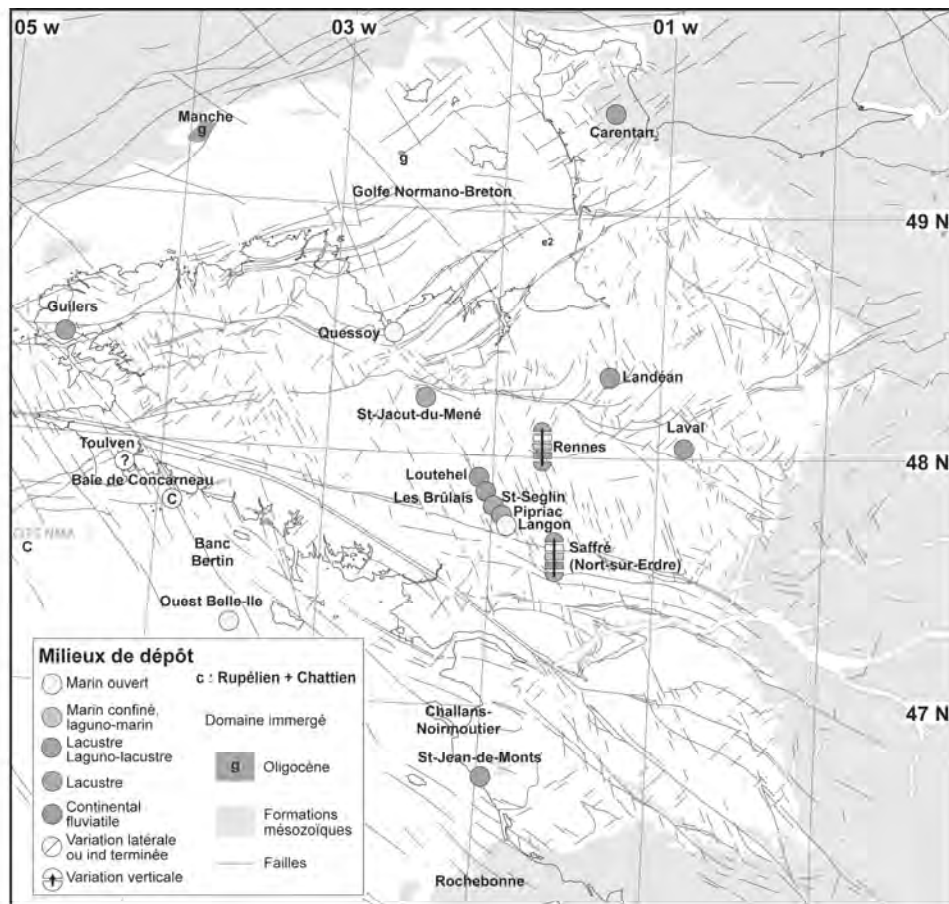 05 w
03 w
01 w
Manche
g
g
Carentan
Golfe Normano-Breton
49 N
e2
Guilers
Quessoy
Landéan
St-Jacut-du-Mené
Laval
Rennes
Toulven
?
48 N
Baie de Concarneau
Loutehel
Les Brûlais
St-Seglin
Pipriac
Langon
C
C
Banc
Bertin
Saffré
(Nort-sur-Erdre)
Ouest Belle-Ile
Milieux de dépôt
Marin ouvert
Marin confiné,
laguno-marin
Lacustre
Laguno-lacustre
Lacustre
Continental
fluviatile
Variation latérale
ou ind terminée
Variation verticale
c : Rupélien + Chattien
Domaine immergé
g
Oligocène
Formations
mésozoïques
Failles
47 N
Challans-
Noirmoutier
St-Jean-de-Monts
Rochebonne